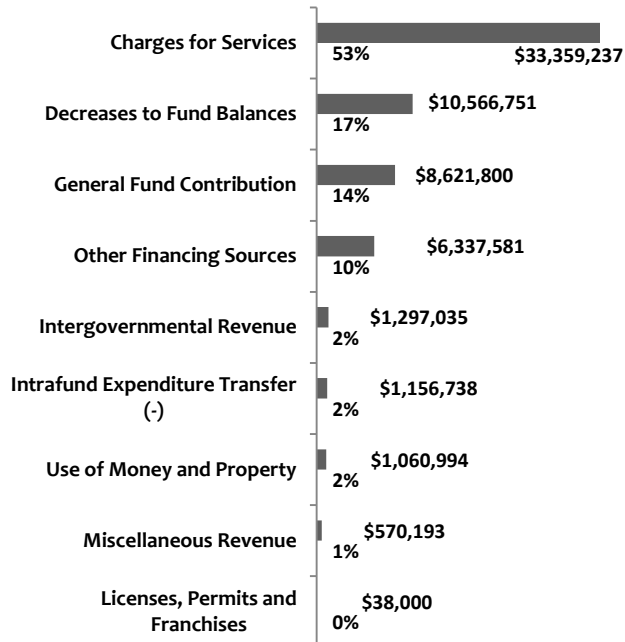 Charges for Services
53% $33,359,237
Decreases to Fund Balances
$10,566,751
17%
General Fund Contribution
$8,621,800
14%
Other Financing Sources
$6,337,581
10%
Intergovernmental Revenue
$1,297,035
2%
Intrafund Expenditure Transfer
(-)
$1,156,738
2%
Use of Money and Property
$1,060,994
2%
Miscellaneous Revenue
$570,193
1%
Licenses, Permits and
Franchises
$38,000
0%